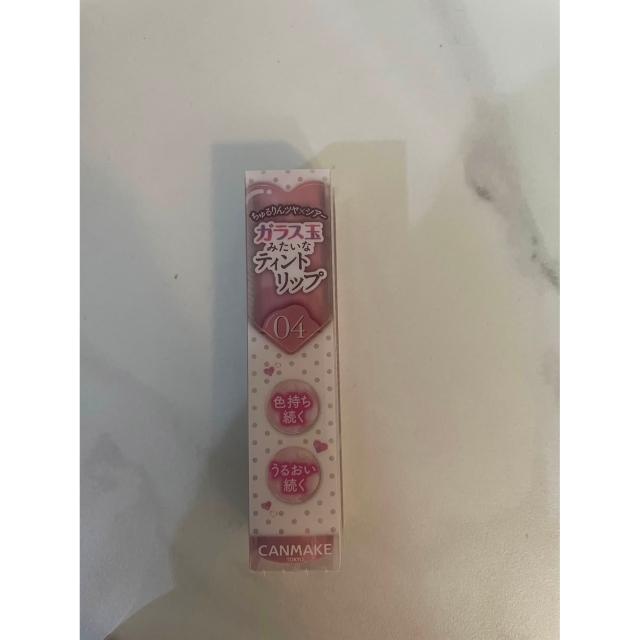 ちゅるりんツヤ×シアー
ガラス玉
みたいな
ティント
リップ
04
色持ち
続く
うるおい
続く
CANMAKE
TOKYO